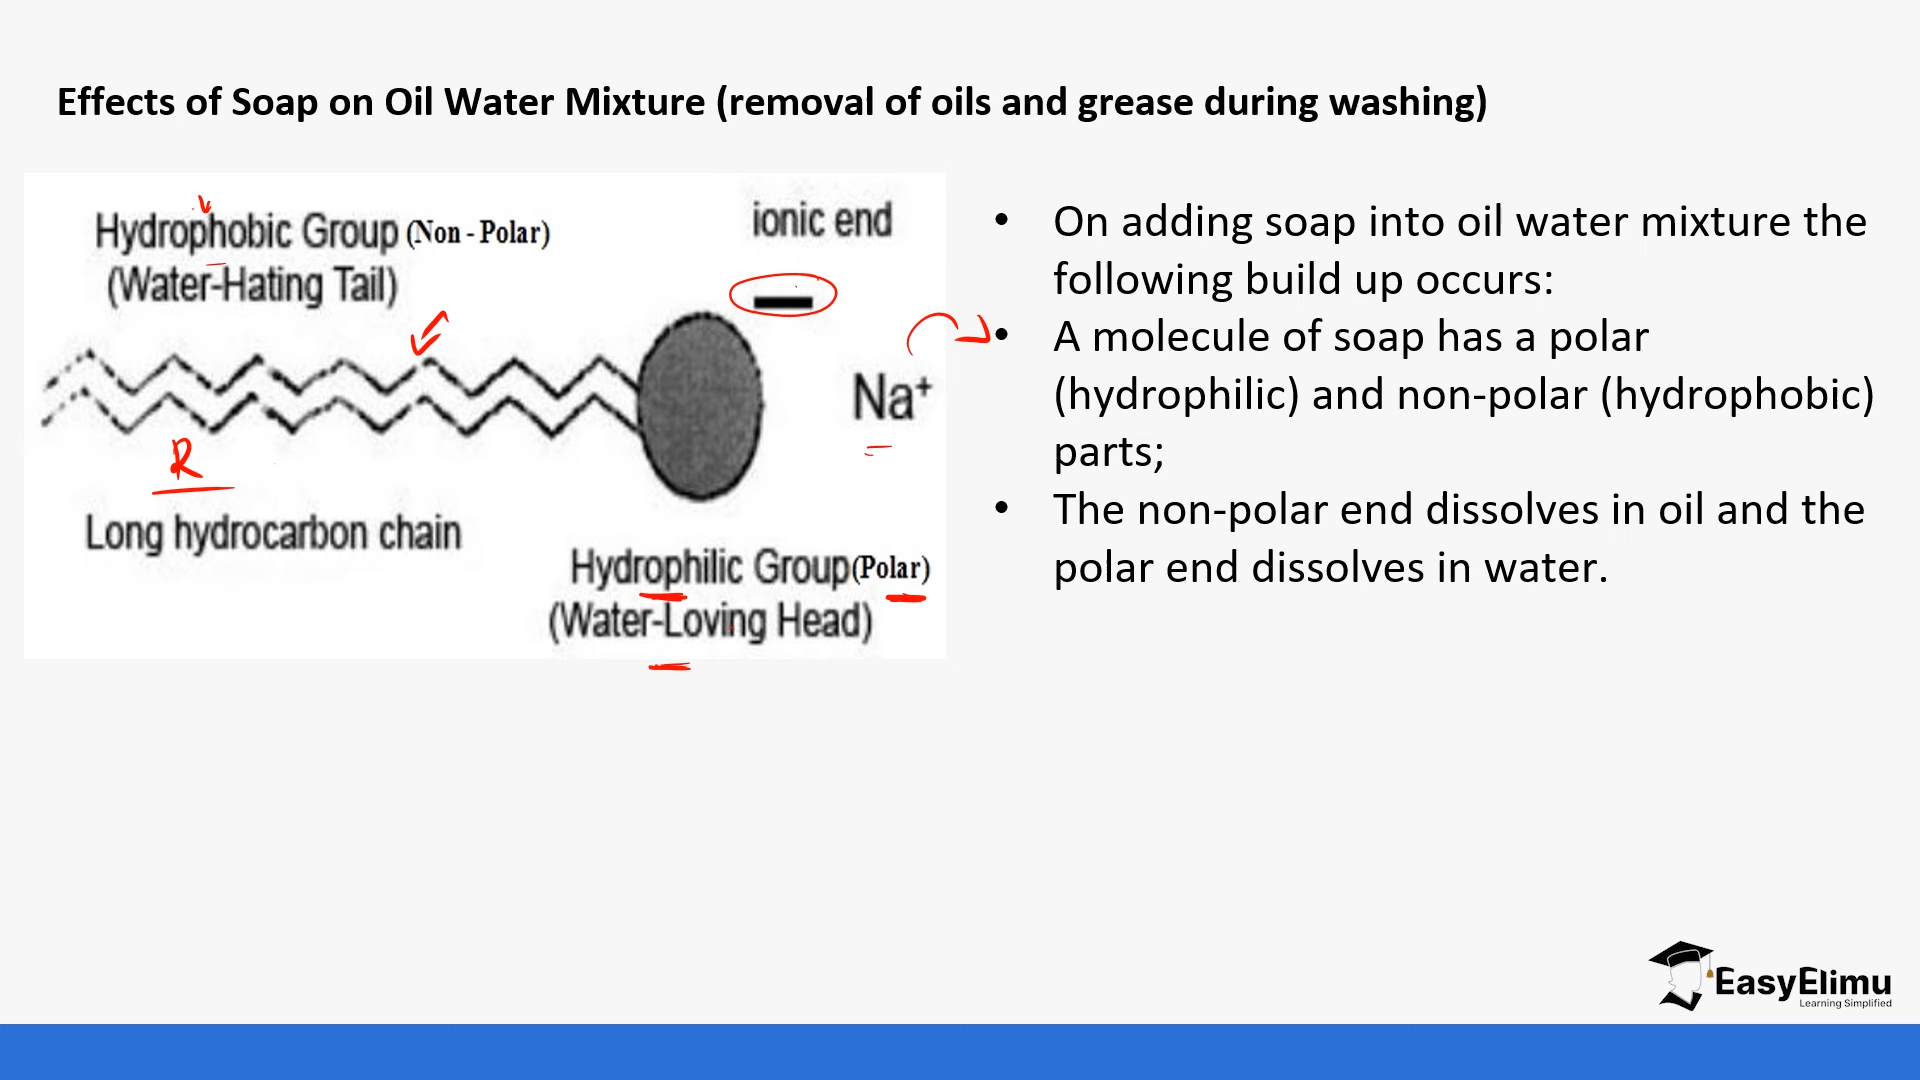 Effects of Soap on Oil Water Mixture (removal of oils and grease during washing)
Hydrophobic Group (Non - Polar)
(Water-Hating Tail)
ionic end
Na⁺
R
Long hydrocarbon chain
Hydrophilic Group(Polar)
(Water-Loving Head)
• On adding soap into oil water mixture the
following build up occurs:
• A molecule of soap has a polar
(hydrophilic) and non-polar (hydrophobic)
parts;
• The non-polar end dissolves in oil and the
polar end dissolves in water.
EasyElimu
Learning Simplified